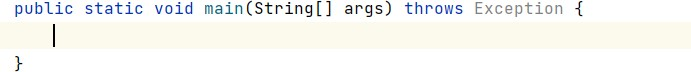 public static void main(String[] args) throws Exception {
}